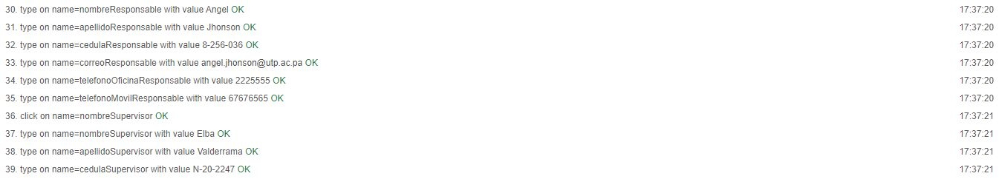 30. type on name=nombreResponsable with value Angel OK 17:37:20
31. type on name=apellidoResponsable with value Jhonson OK 17:37:20
32. type on name=cedulaResponsable with value 8-256-036 OK 17:37:20
33. type on name=correoResponsable with value angel.jhonson@utp.ac.pa OK 17:37:20
34. type on name=telefonoOficinaResponsable with value 2225555 OK 17:37:20
35. type on name=telefonoMovilResponsable with value 67676565 OK 17:37:20
36. click on name=nombreSupervisor OK 17:37:21
37. type on name=nombreSupervisor with value Elba OK 17:37:21
38. type on name=apellidoSupervisor with value Valderrama OK 17:37:21
39. type on name=cedulaSupervisor with value N-20-2247 OK 17:37:21